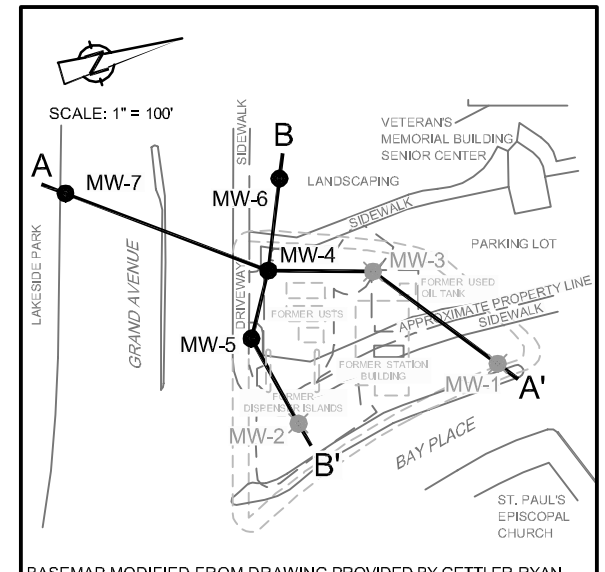 Z
SCALE: 1" = 100'
SIDEWALK
VETERAN'S
MEMORIAL BUILDING
SENIOR CENTER
B
A
MW-7
MW-6
LANDSCAPING
SIDEWALK
PARKING LOT
LAKESIDE PARK
GRAND AVENUE
DRIVEWAY
MW-4
MW-3
FORMER USED
OIL TANK
FORMER USTS
APPROXIMATE PROPERTY LINE
SIDEWALK
MW-5
FORMER STATION
BUILDING
MW-1
A'
FORMER
DISPENSER ISLANDS
MW-2
B'
BAY PLACE
ST. PAUL'S
EPISCOPAL
CHURCH
BASEMAP MODIFIED FROM DRAWING PROVIDED BY GETTLER RYAN